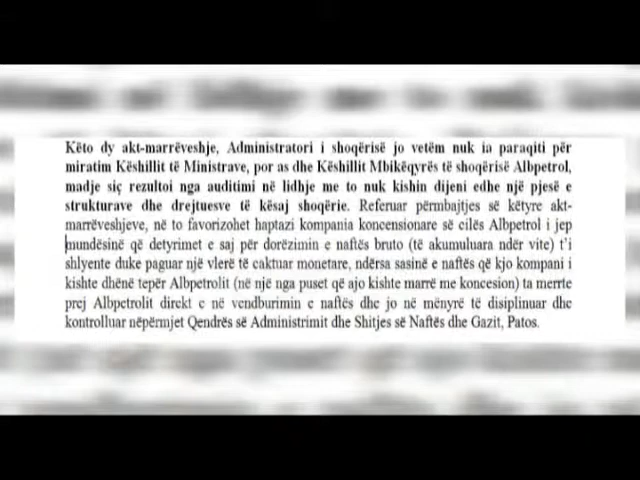 Këto dy akt-marrëveshje, Administratori i shoqërisë jo vetëm nuk ia paraqiti për
miratim Këshillit të Ministrave, por as dhe Këshillit Mbikëqyrës të shoqërisë Albpetrol,
madje siç rezultoi nga auditimi në lidhje me to nuk kishin dijeni edhe një pjesë e
strukturave dhe drejtuesve të kësaj shoqërie. Referuar përmbajtjes së këtyre akt-
marrëveshjeve, në to favorizohet haptazi kompania koncensionare së cilës Albpetrol i jep
mundësinë që detyrimet e saj për dorëzimin e naftës bruto (të akumuluara ndër vite) t'i
shlyente duke paguar një vlerë të caktuar monetare, ndërsa sasinë e naftës që kjo kompani i
kishte dhënë tepër Albpetrolit (në një nga puset që ajo kishte marrë me koncesion) ta merrte
prej Albpetrolit direkt e në vendburimin e naftës dhe jo në mënyrë të disiplinuar dhe
kontrolluar nëpërmjet Qendrës së Administrimit dhe Shitjes së Naftës dhe Gazit, Patos.